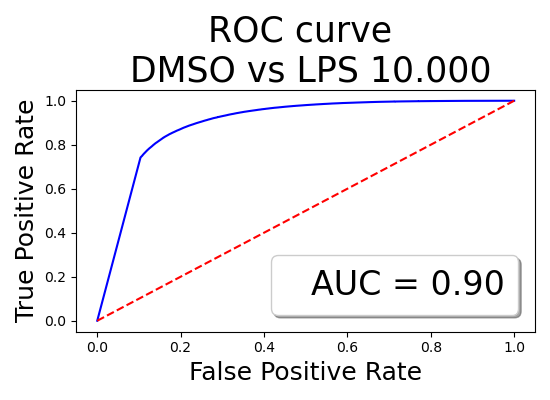 ROC curve
DMSO vs LPS 10.000
True Positive Rate
1.0
0.8
0.6
0.4
0.2
0.0
AUC = 0.90
0.0 0.2 0.4 0.6 0.8 1.0
False Positive Rate